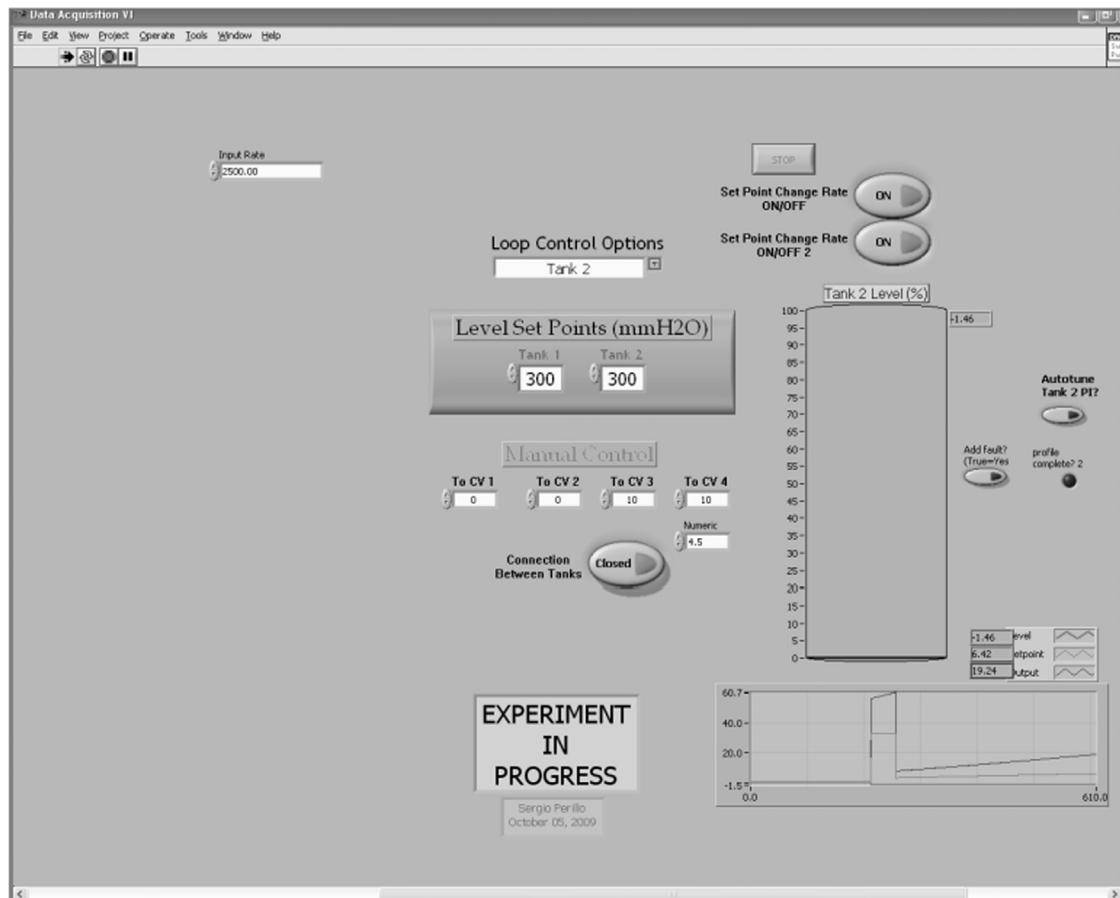 Data Acquisition VI
File Edit View Project Operate Tools Window Help
Input Rate
2500.00
STOP
Set Point Change Rate
ON/OFF
ON
Set Point Change Rate
ON/OFF 2
ON
Loop Control Options
Tank 2
Level Set Points (mmH2O)
Tank 1 Tank 2
300 300
Manual Control
To CV 1 To CV 2 To CV 3 To CV 4
0 0 10 10
Numeric
4.5
Connection
Between Tanks
Closed
Tank 2 Level (%)
-1.46
100
95
90
85
80
75
70
65
60
55
50
45
40
35
30
25
20
15
10
5
0
Autotune
Tank 2 PI?
Add fault?
(True=Yes
profile
complete? 2
-1.46 evel
6.42 etpoint
19.24 utput
60.7
40.0
20.0
-1.5
0.0 610.0
EXPERIMENT
IN
PROGRESS
Sergio Perillo
October 05, 2009